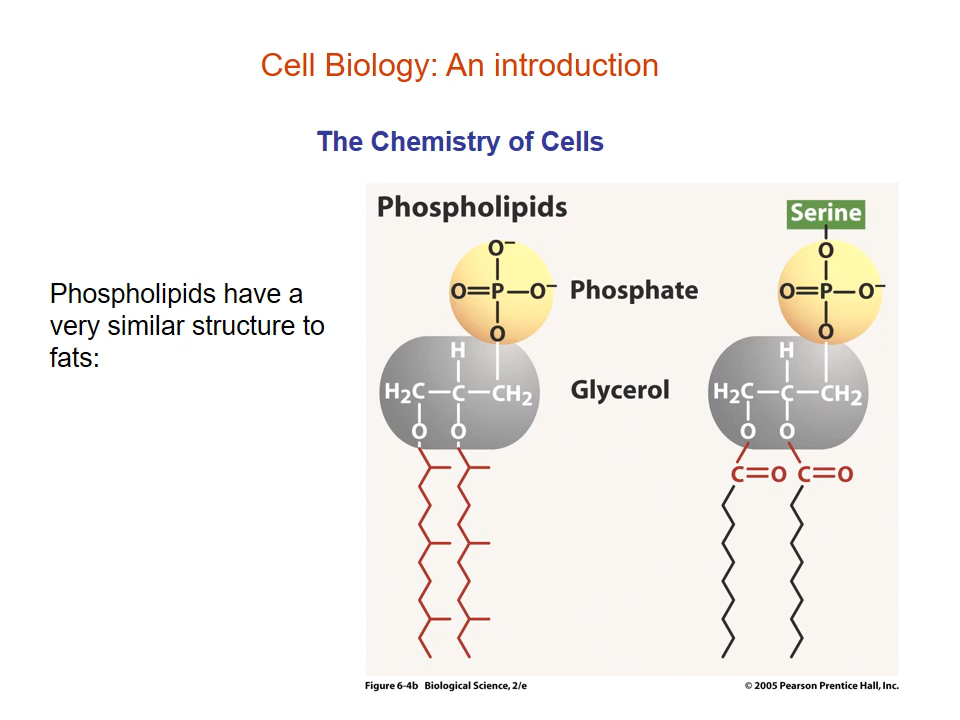 Cell Biology: An introduction
The Chemistry of Cells
Phospholipids have a
very similar structure to
fats:
Phospholipids
Serine
O⁻
O=P—O⁻
O
Phosphate
O
O=P—O⁻
O
H
H₂C—C—CH₂
O O
Glycerol
H
H₂C—C—CH₂
O O
C=O C=O
Figure 6-4b Biological Science, 2/e
© 2005 Pearson Prentice Hall, Inc.